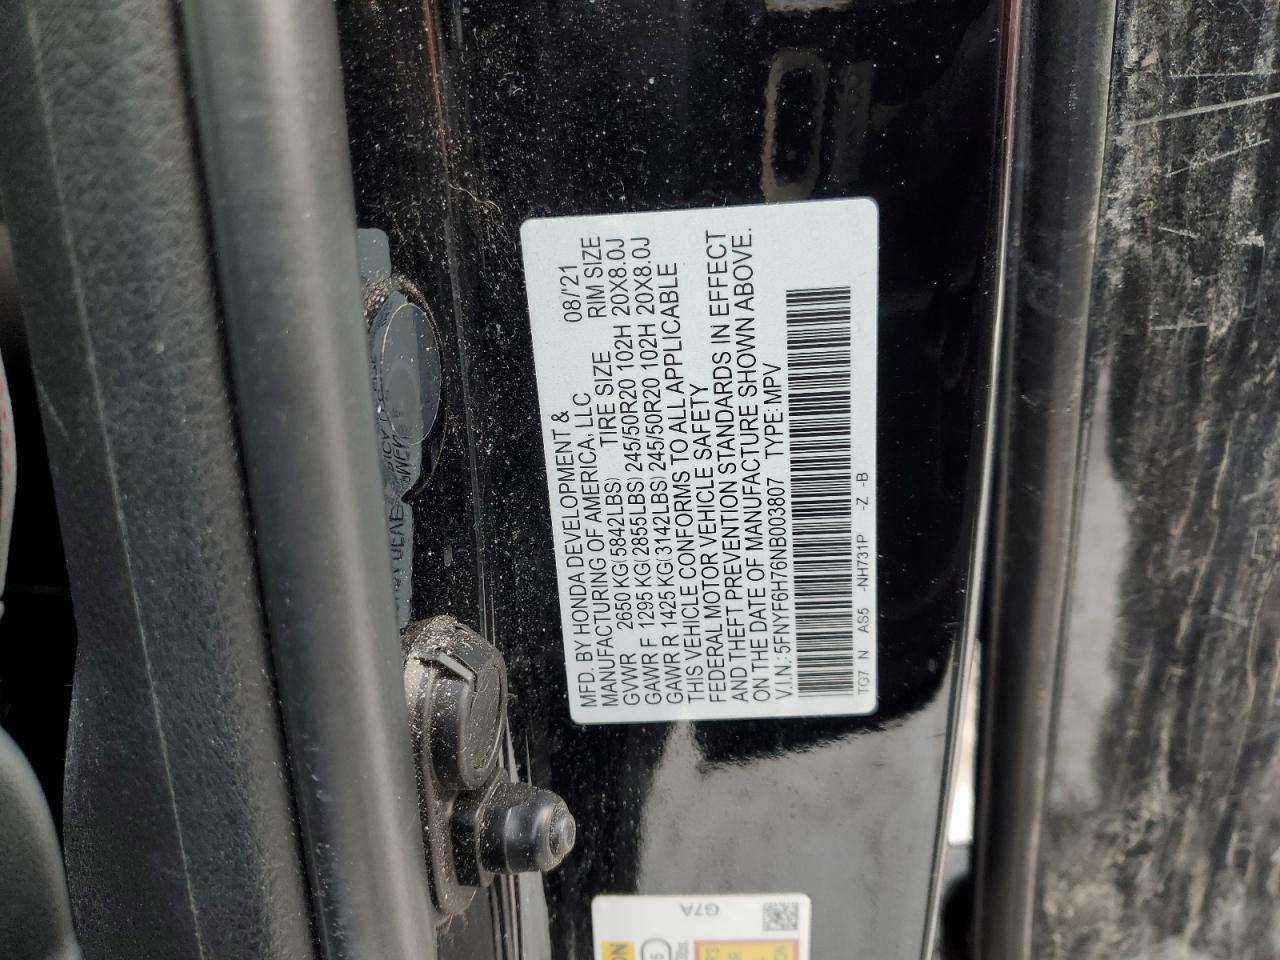 MFD. BY HONDA DEVELOPMENT & 08/'21
MANUFACTURING OF AMERICA, LLC
GVWR 2650 KG(5842LBS) TIRE SIZE RIM SIZE
GAWR F 1295 KG(2855LBS) 245/50R20 102H 20X8.0J
GAWR R 1425 KG(3142LBS) 245/50R20 102H 20X8.0J
THIS VEHICLE CONFORMS TO ALL APPLICABLE
FEDERAL MOTOR VEHICLE SAFETY
AND THEFT PREVENTION STANDARDS IN EFFECT
ON THE DATE OF MANUFACTURE SHOWN ABOVE.
V.I.N.: 5FNYF6H76NB003807 TYPE: MPV
TG7 N AS5 -NH731P -Z -B
G7A